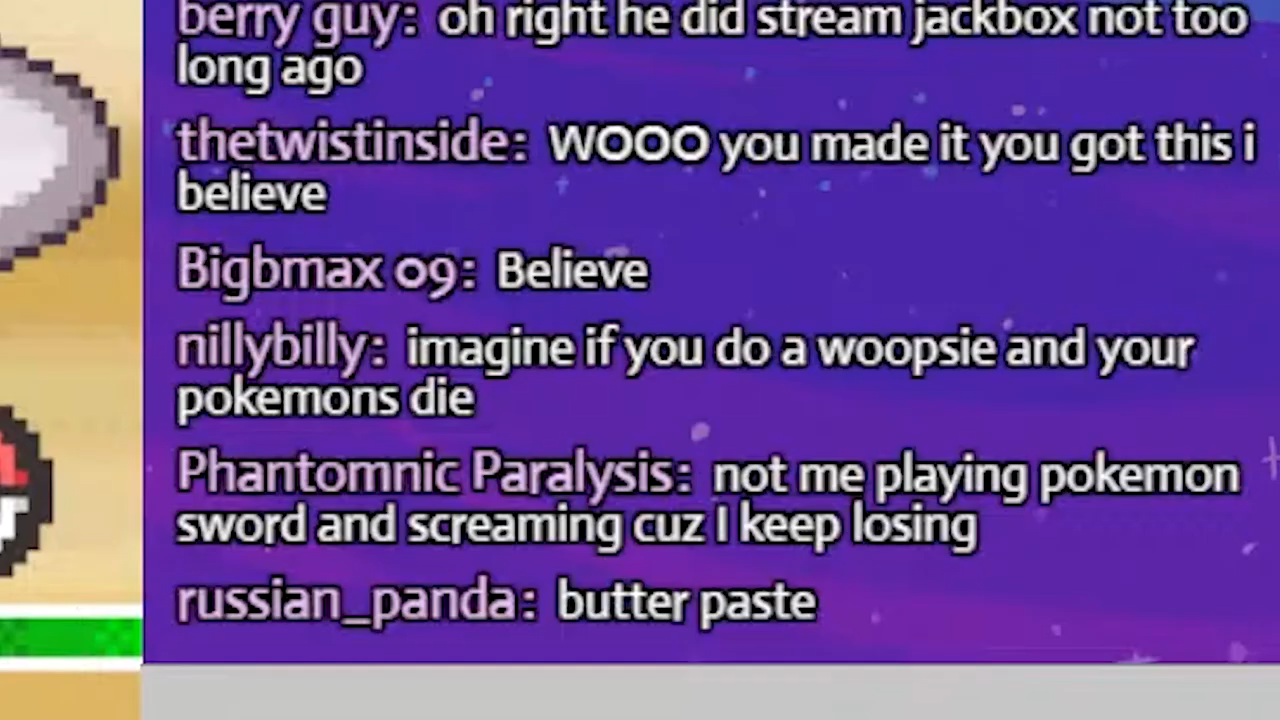 berry guy: oh right he did stream jackbox not too
long ago
thetwistinside: WOOO you made it you got this i
believe
Bigbmax 09: Believe
nillybilly: imagine if you do a woopsie and your
pokemons die
Phantomnic Paralysis: not me playing pokemon
sword and screaming cuz I keep losing
russian_panda: butter paste